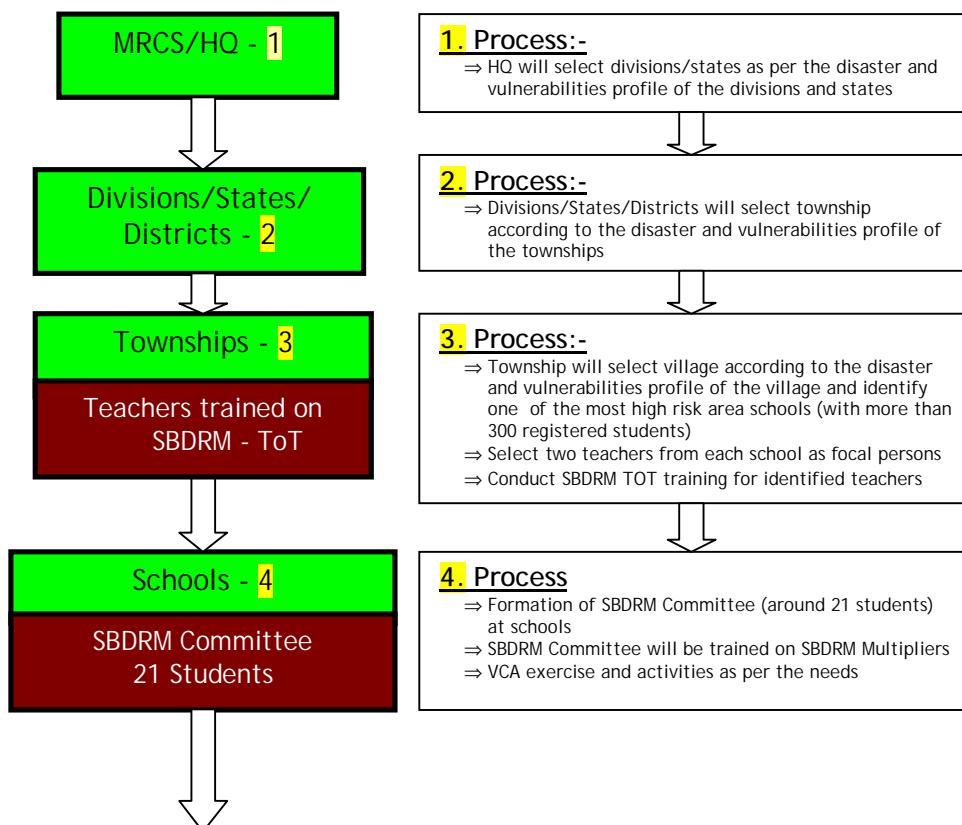 MRCS/HQ - 1
1. Process:-
⇒ HQ will select divisions/states as per the disaster and
vulnerabilities profile of the divisions and states
Divisions/States/
Districts - 2
2. Process:-
⇒ Divisions/States/Districts will select township
according to the disaster and vulnerabilities profile of
the townships
Townships - 3
Teachers trained on
SBDRM - ToT
3. Process:-
⇒ Township will select village according to the disaster
and vulnerabilities profile of the village and identify
one of the most high risk area schools (with more than
300 registered students)
⇒ Select two teachers from each school as focal persons
⇒ Conduct SBDRM TOT training for identified teachers
Schools - 4
SBDRM Committee
21 Students
4. Process
⇒ Formation of SBDRM Committee (around 21 students)
at schools
⇒ SBDRM Committee will be trained on SBDRM Multipliers
⇒ VCA exercise and activities as per the needs